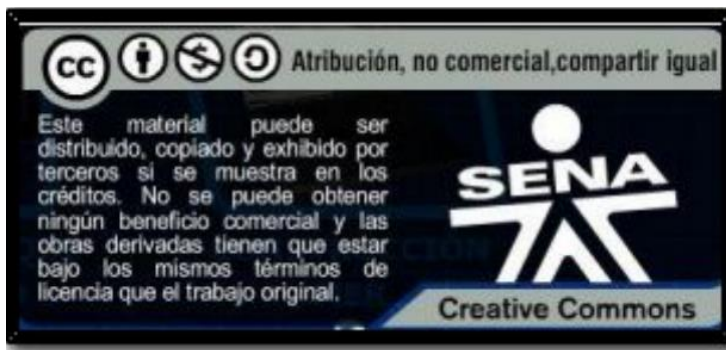 cc Atribución, no comercial,compartir igual
Este material puede ser
distribuido, copiado y exhibido por
terceros si se muestra en los
créditos. No se puede obtener
ningún beneficio comercial y las
obras derivadas tienen que estar
bajo los mismos términos de
licencia que el trabajo original.
SENA
Creative Commons